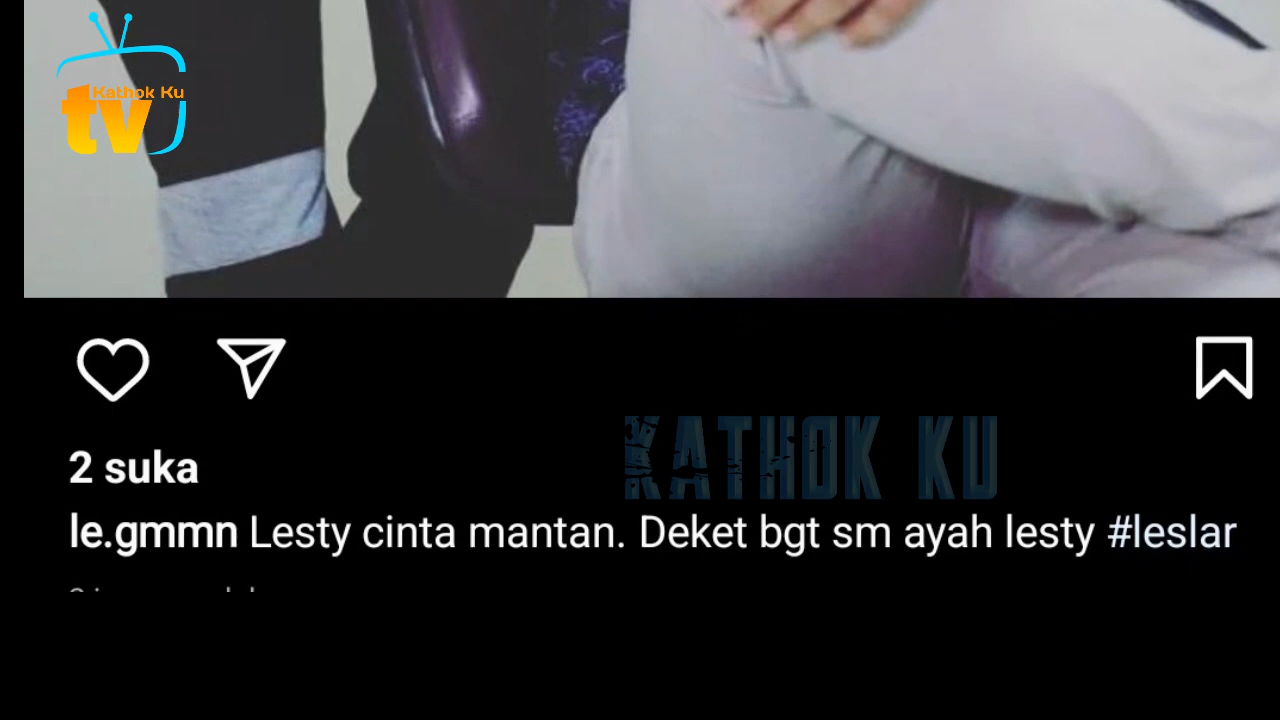 Kathok Ku
tv
KATHOK KU
2 suka
le.gmmn Lesty cinta mantan. Deket bgt sm ayah lesty #leslar